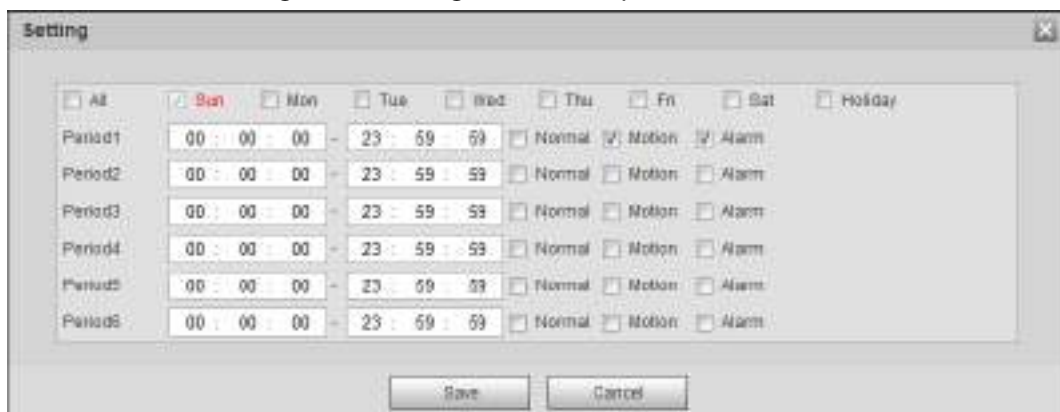 Setting
All Sun Mon Tue Wed Thu Fri Sat Holiday
Period1 00 : 00 : 00 - 23 : 59 : 59 Normal Motion Alarm
Period2 00 : 00 : 00 - 23 : 59 : 59 Normal Motion Alarm
Period3 00 : 00 : 00 - 23 : 59 : 59 Normal Motion Alarm
Period4 00 : 00 : 00 - 23 : 59 : 59 Normal Motion Alarm
Period5 00 : 00 : 00 - 23 : 59 : 59 Normal Motion Alarm
Period6 00 : 00 : 00 - 23 : 59 : 59 Normal Motion Alarm
Save Cancel